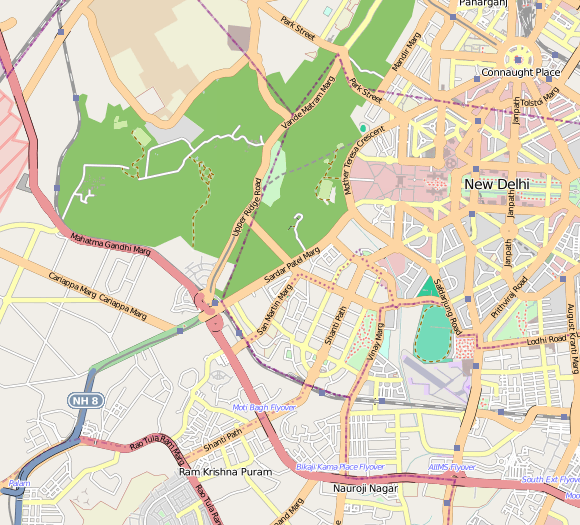 Paharganj
Park Street
Mandir Marg
Connaught Place
Vande Matram Marg
Park Street
Tolstoi Marg
Janpath
Mother Teresa Crescent
New Delhi
Upper Ridge Road
Janpath
Mahatma Gandhi Marg
Sardar Patel Marg
Janpath
Cariappa Marg
Cariappa Marg
San Martin Marg
Shanti Path
Safdarjung Road
Prithviraj Road
August Kranti Marg
Vinay Marg
Lodhi Road
NH 8
Moti Bagh Flyover
Shanti Path
Rao Tula Ram Marg
Ram Krishna Puram
Bikaji Kama Place Flyover
AIIMS Flyover
Palam
Nauroji Nagar
South Ext Flyove
Rao Tula Ram
anand Marg
Moo